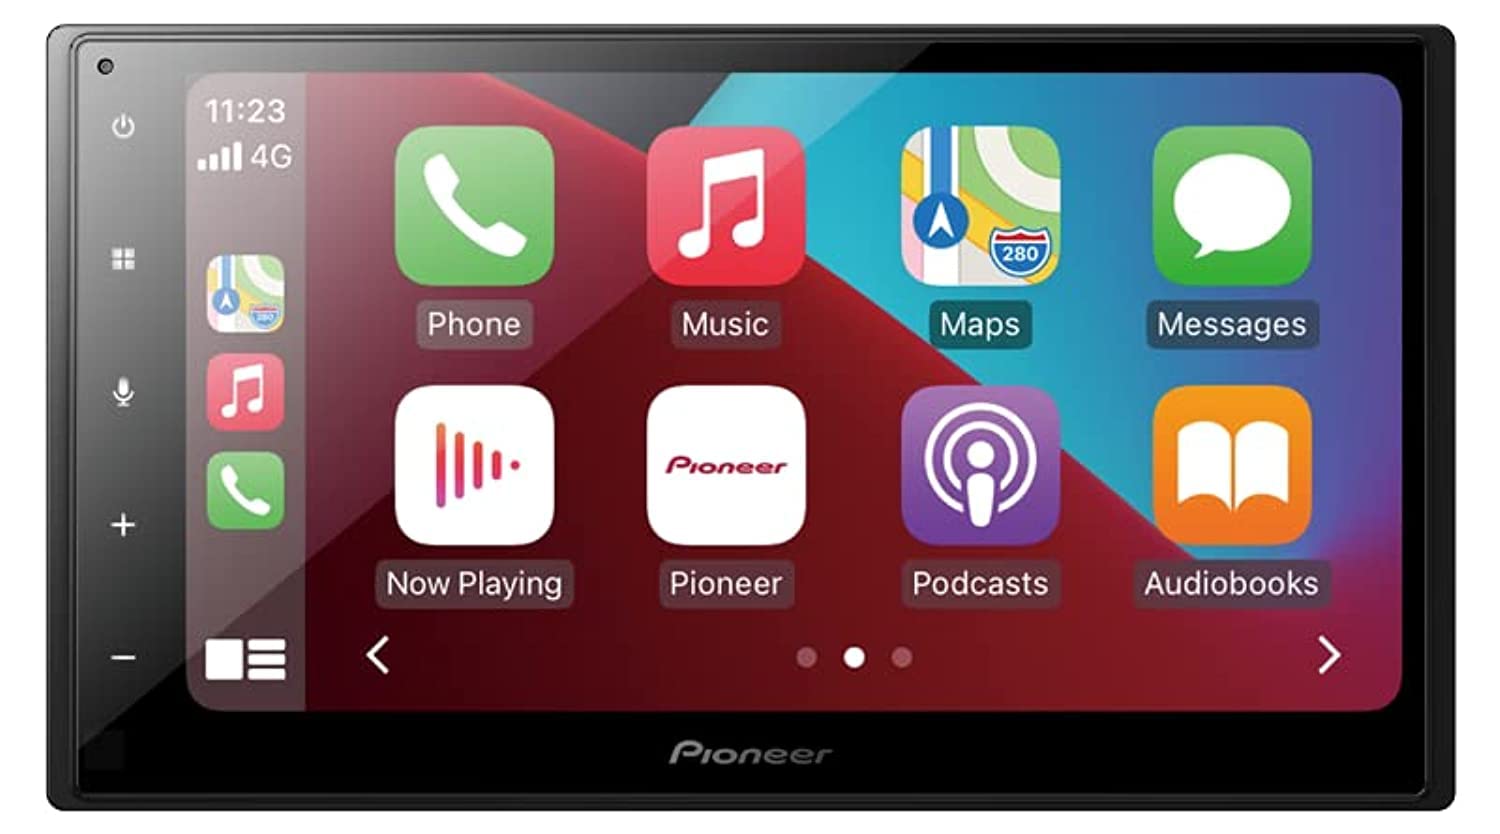 11:23
4G
280
Phone
Music
280
Maps
Messages
Now Playing
Pioneer
Pioneer
Podcasts
Audiobooks
Pioneer